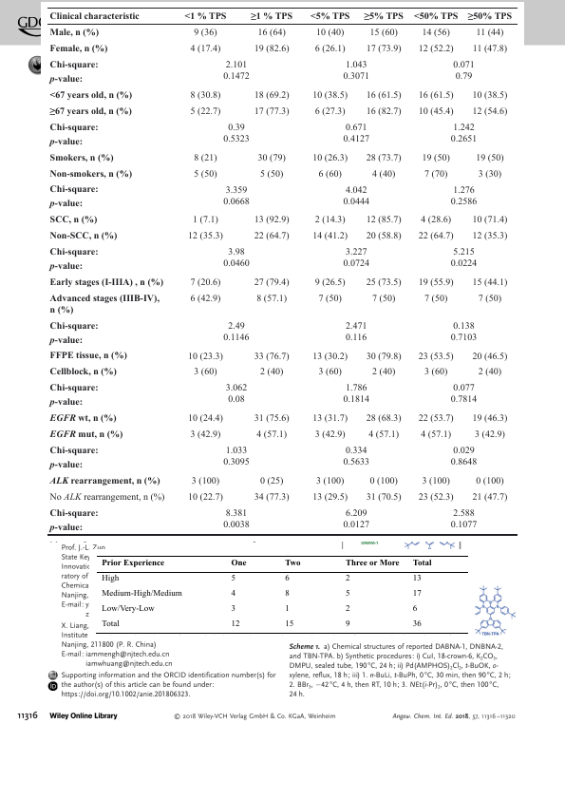 GDC
Clinical characteristic <1 % TPS ≥1 % TPS <5% TPS ≥5% TPS <50% TPS ≥50% TPS
Male, n (%) 9 (36) 16 (64) 10 (40) 15 (60) 14 (56) 11 (44)
Female, n (%) 4 (17.4) 19 (82.6) 6 (26.1) 17 (73.9) 12 (52.2) 11 (47.8)
Chi-square: 2.101 1.043 0.071
p-value: 0.1472 0.3071 0.79
<67 years old, n (%) 8 (30.8) 18 (69.2) 10 (38.5) 16 (61.5) 16 (61.5) 10 (38.5)
≥67 years old, n (%) 5 (22.7) 17 (77.3) 6 (27.3) 16 (82.7) 10 (45.4) 12 (54.6)
Chi-square: 0.39 0.671 1.242
p-value: 0.5323 0.4127 0.2651
Smokers, n (%) 8 (21) 30 (79) 10 (26.3) 28 (73.7) 19 (50) 19 (50)
Non-smokers, n (%) 5 (50) 5 (50) 6 (60) 4 (40) 7 (70) 3 (30)
Chi-square: 3.359 4.042 1.276
p-value: 0.0668 0.0444 0.2586
SCC, n (%) 1 (7.1) 13 (92.9) 2 (14.3) 12 (85.7) 4 (28.6) 10 (71.4)
Non-SCC, n (%) 12 (35.3) 22 (64.7) 14 (41.2) 20 (58.8) 22 (64.7) 12 (35.3)
Chi-square: 3.98 3.227 5.215
p-value: 0.0460 0.0724 0.0224
Early stages (I-IIIA) , n (%) 7 (20.6) 27 (79.4) 9 (26.5) 25 (73.5) 19 (55.9) 15 (44.1)
Advanced stages (IIIB-IV), 6 (42.9) 8 (57.1) 7 (50) 7 (50) 7 (50) 7 (50)
n (%)
Chi-square: 2.49 2.471 0.138
p-value: 0.1146 0.116 0.7103
FFPE tissue, n (%) 10 (23.3) 33 (76.7) 13 (30.2) 30 (79.8) 23 (53.5) 20 (46.5)
Cellblock, n (%) 3 (60) 2 (40) 3 (60) 2 (40) 3 (60) 2 (40)
Chi-square: 3.062 1.786 0.077
p-value: 0.08 0.1814 0.7814
EGFR wt, n (%) 10 (24.4) 31 (75.6) 13 (31.7) 28 (68.3) 22 (53.7) 19 (46.3)
EGFR mut, n (%) 3 (42.9) 4 (57.1) 3 (42.9) 4 (57.1) 4 (57.1) 3 (42.9)
Chi-square: 1.033 0.334 0.029
p-value: 0.3095 0.5633 0.8648
ALK rearrangement, n (%) 3 (100) 0 (25) 3 (100) 0 (100) 3 (100) 0 (100)
No ALK rearrangement, n (%) 10 (22.7) 34 (77.3) 13 (29.5) 31 (70.5) 23 (52.3) 21 (47.7)
Chi-square: 8.381 6.209 2.588
p-value: 0.0038 0.0127 0.1077
Prof. J.-L.
State Key
Innovatic
ratory of
Chemica
Nanjing,
E-mail: y
z
X. Liang,
Institute
Prior Experience One Two Three or More Total
High 5 6 2 13
Medium-High/Medium 4 8 5 17
Low/Very-Low 3 1 2 6
Total 12 15 9 36
TBN-TPA
Nanjing, 211800 (P. R. China)
E-mail: iammengh@njtech.edu.cn
iamwhuang@njtech.edu.cn
Supporting information and the ORCID identification number(s) for
the author(s) of this article can be found under:
https://doi.org/10.1002/anie.201806323.
Scheme 1. a) Chemical structures of reported DABNA-1, DNBNA-2,
and TBN-TPA. b) Synthetic procedures: i) CuI, 18-crown-6, K2CO3,
DMPU, sealed tube, 190°C, 24 h; ii) Pd(AMPHOS)2Cl2, t-BuOK, o-
xylene, reflux, 18 h; iii) 1. n-BuLi, t-BuPh, 0°C, 30 min, then 90°C, 2 h;
2. BBr3, −42°C, 4 h, then RT, 10 h; 3. NEt(i-Pr)2, 0°C, then 100°C,
24 h.
11316 Wiley Online Library © 2018 Wiley-VCH Verlag GmbH & Co. KGaA, Weinheim Angew. Chem. Int. Ed. 2018, 57, 11316–11320